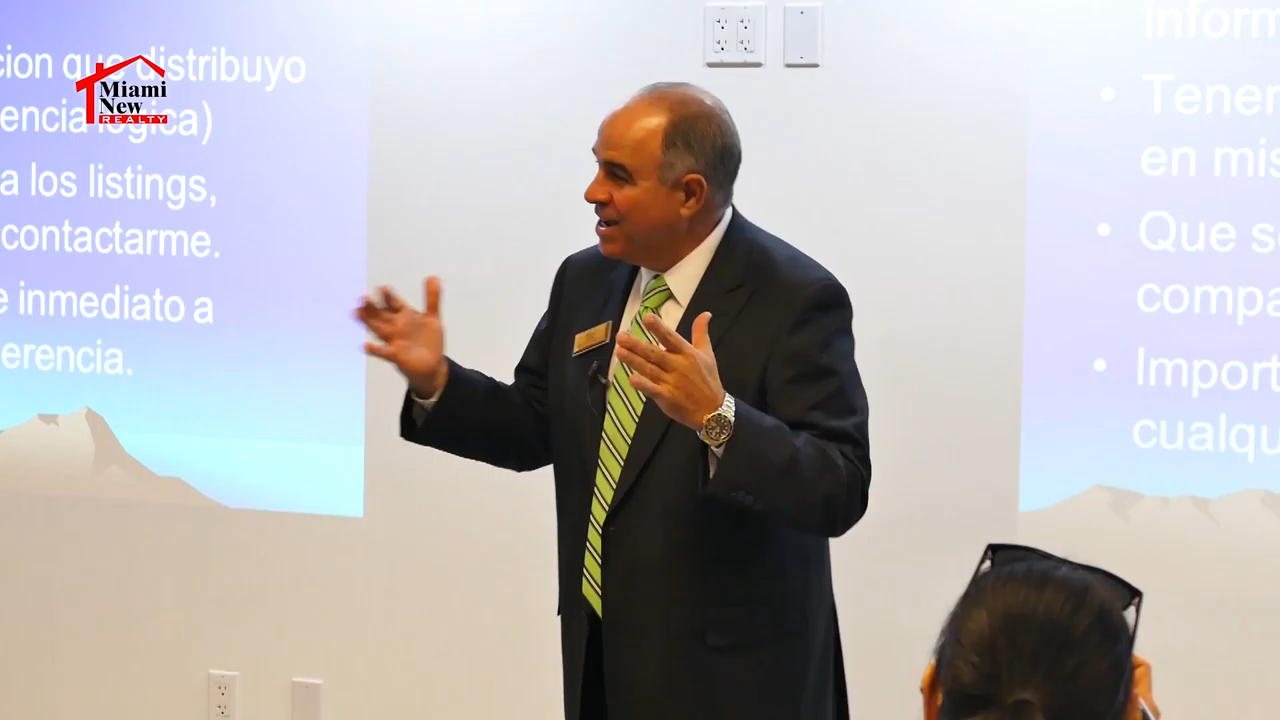 cion que distribuyo
encia logica)
a los listings,
contactarme.
e inmediato a
erencia.
Miami
New
REALTY
inform
• Tener
en mis
• Que s
compa
• Import
cualqu